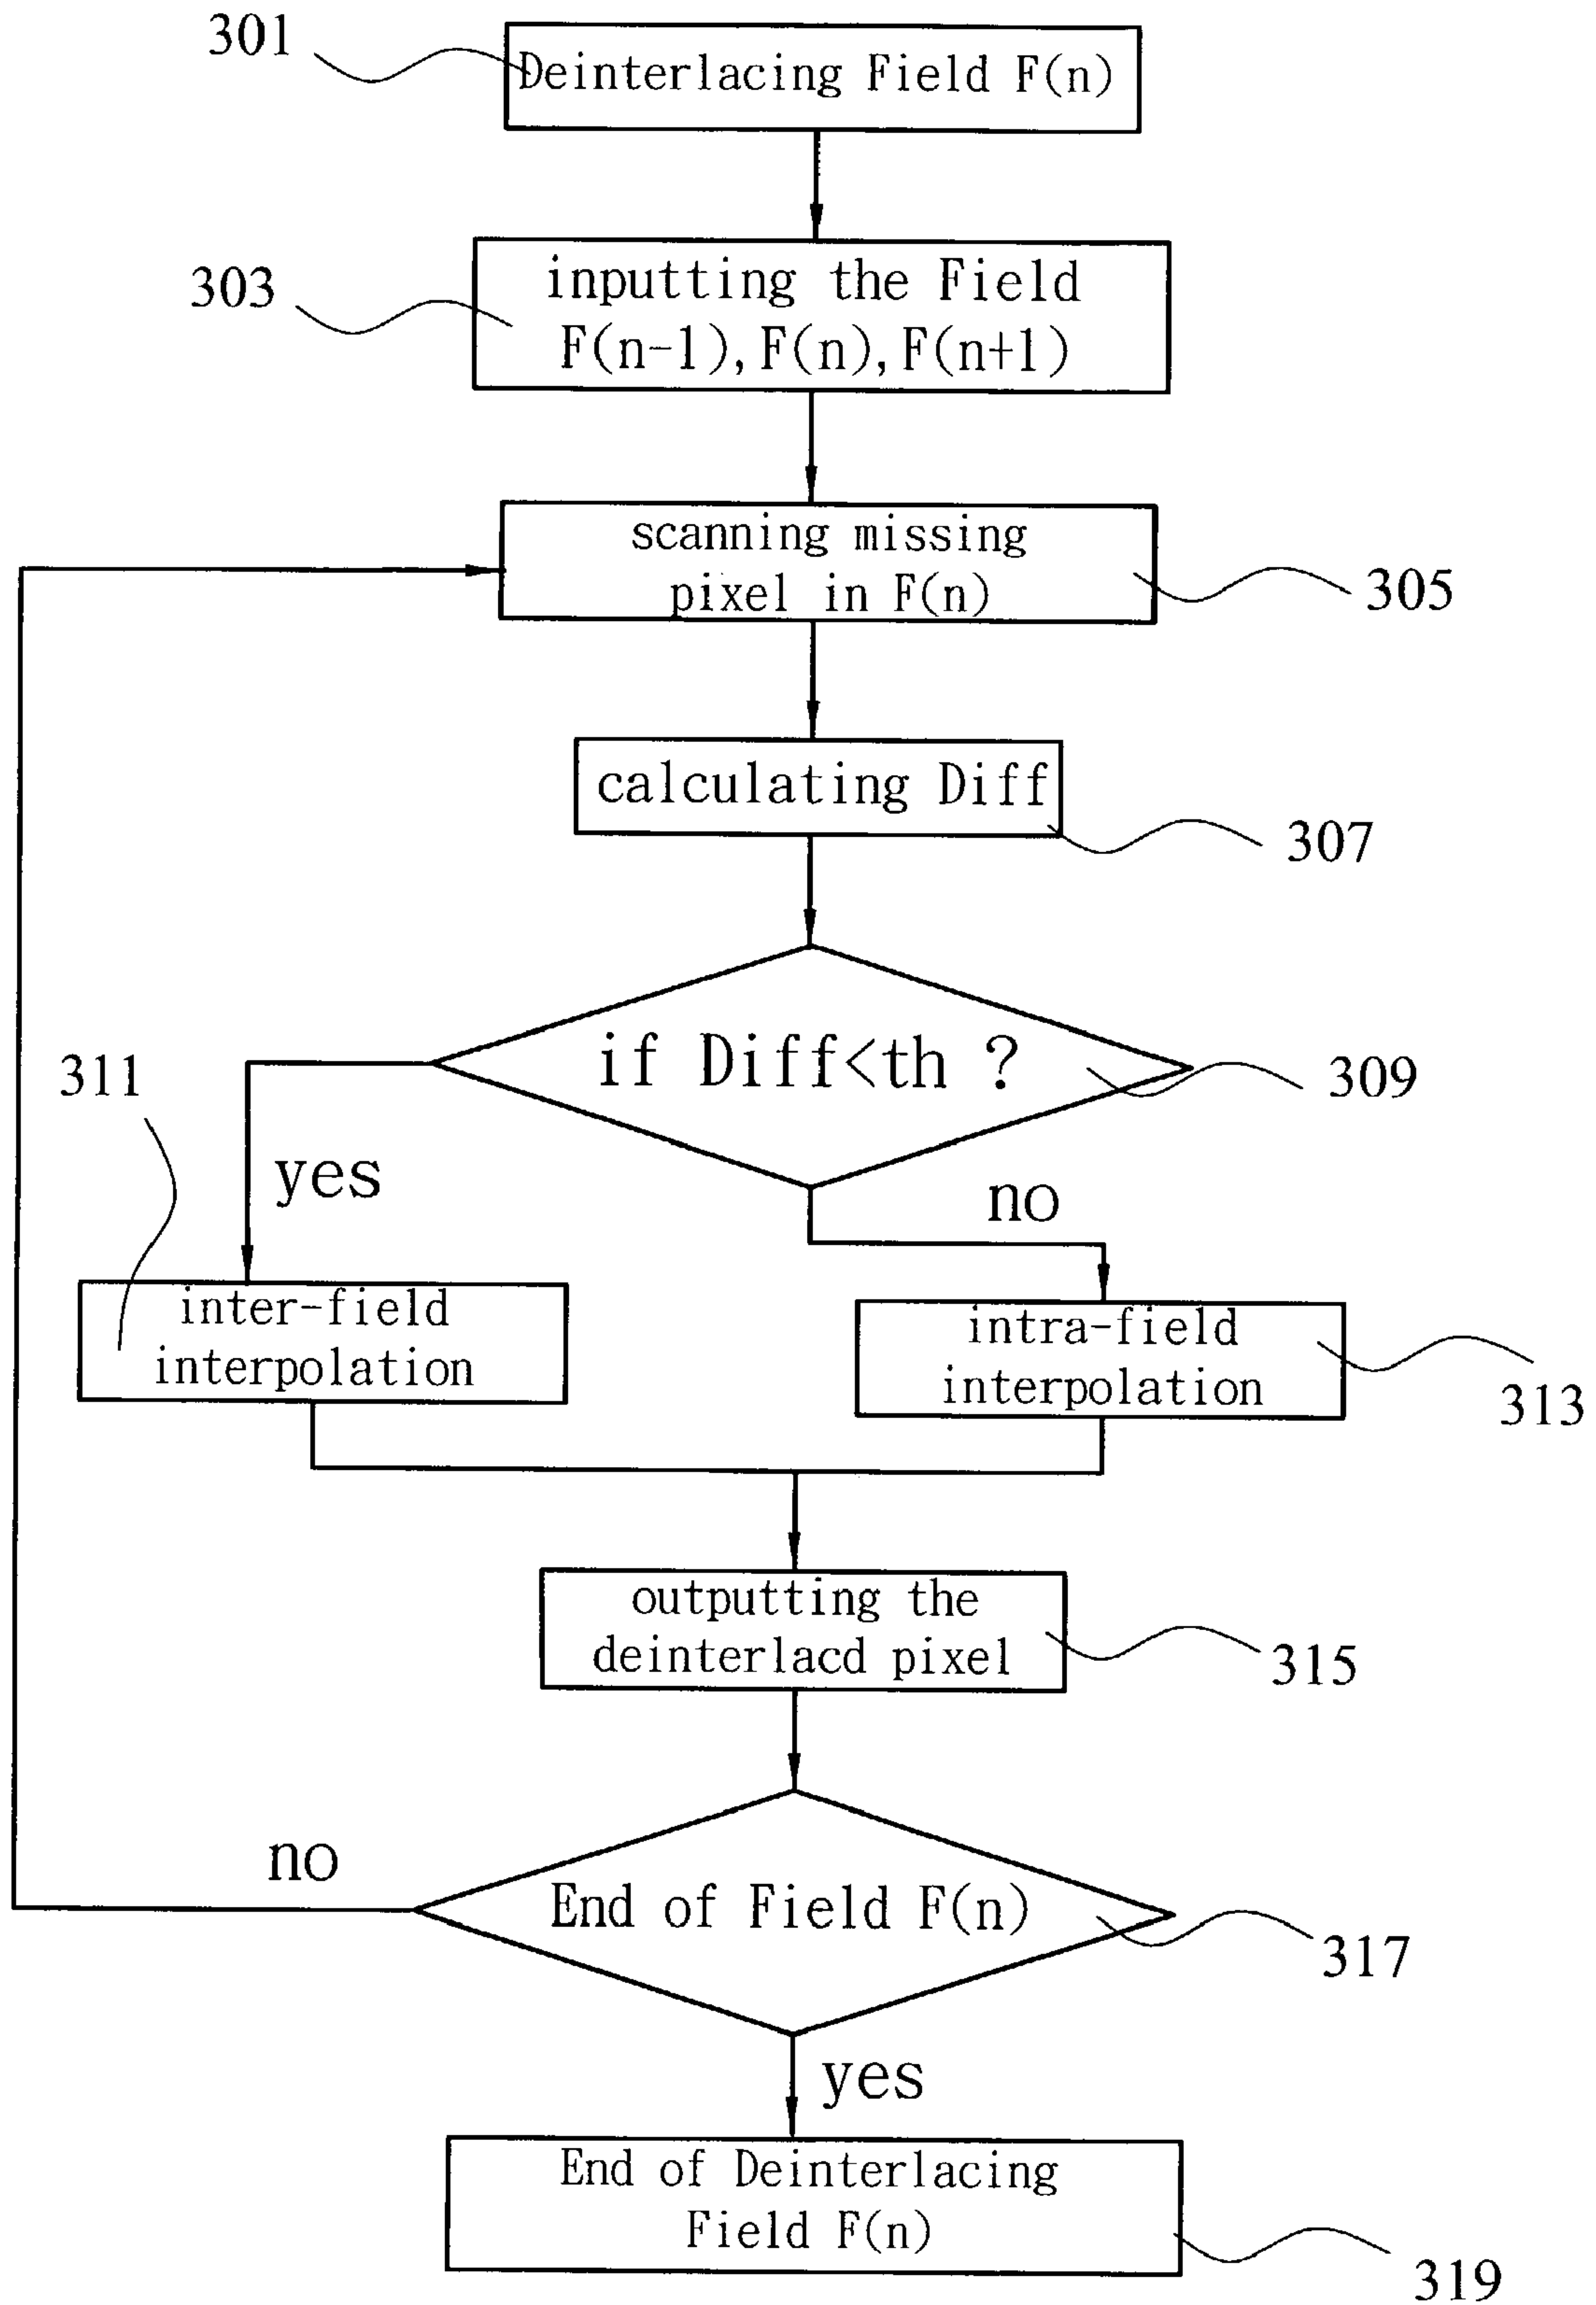 301
Deinterlacing Field F(n)
303
inputting the Field
F(n-1), F(n), F(n+1)
scanning missing
pixel in F(n)
305
calculating Diff
307
if Diff<th ?
309
311
yes
no
inter-field
interpolation
intra-field
interpolation
313
outputting the
deinterlacd pixel
315
no
End of Field F(n)
317
yes
End of Deinterlacing
Field F(n)
319